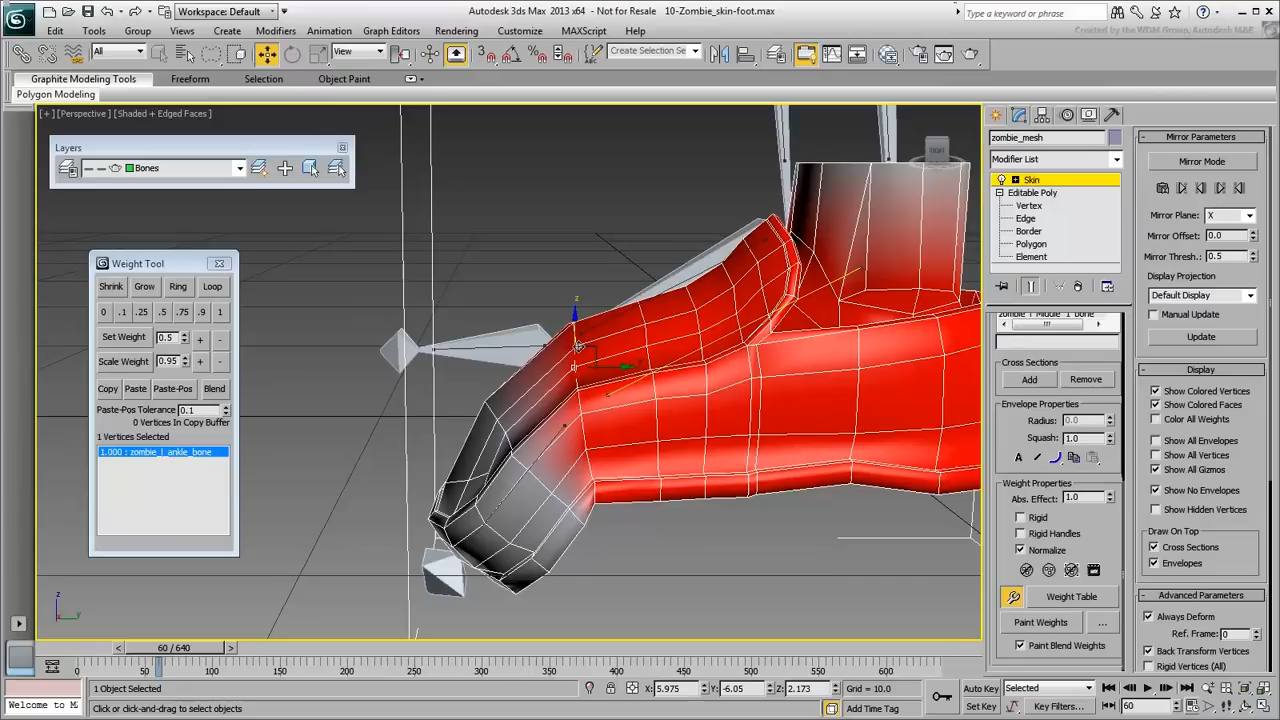 Workspace: Default
Autodesk 3ds Max 2013 x64 - Not for Resale 10-Zombie_skin-foot.max
Type a keyword or phrase
Created exclusively by the WDM Group, Autodesk M&E
Edit Tools Group Views Create Modifiers Animation Graph Editors Rendering Customize MAXScript Help
All View Create Selection Se
Graphite Modeling Tools Freeform Selection Object Paint
Polygon Modeling
[ + ] [Perspective ] [Shaded + Edged Faces ]
Layers
Bones
RIGHT
Weight Tool
Shrink Grow Ring Loop
0 .1 .25 .5 .75 .9 1
Set Weight 0.5 + -
Scale Weight 0.95 + -
Copy Paste Paste-Pos Blend
Paste-Pos Tolerance 0.1
0 Vertices In Copy Buffer
1 Vertices Selected
1.000 : zombie_l_ankle_bone
z
y
z
y
x
zombie_mesh
Modifier List
Skin
Editable Poly
Vertex
Edge
Border
Polygon
Element
Cross Sections
Add Remove
Envelope Properties
Radius: 0.0
Squash: 1.0
A
Weight Properties
Abs. Effect: 1.0
Rigid
Rigid Handles
Normalize
Weight Table
Paint Weights ...
Paint Blend Weights
Mirror Parameters
Mirror Mode
Mirror Plane: X
Mirror Offset: 0.0
Mirror Thresh.: 0.5
Display Projection
Default Display
Manual Update
Update
Display
Show Colored Vertices
Show Colored Faces
Color All Weights
Show All Envelopes
Show All Vertices
Show All Gizmos
Show No Envelopes
Show Hidden Vertices
Draw On Top
Cross Sections
Envelopes
Advanced Parameters
Always Deform
Ref. Frame: 0
Back Transform Vertices
Rigid Vertices (All)
60 / 640
0 50 100 150 200 250 300 350 400 450 500 550 600
1 Object Selected X: 5.975 Y: -6.05 Z: 2.173 Grid = 10.0 Auto Key Selected
Welcome to M Click or click-and-drag to select objects Add Time Tag Set Key Key Filters... 60